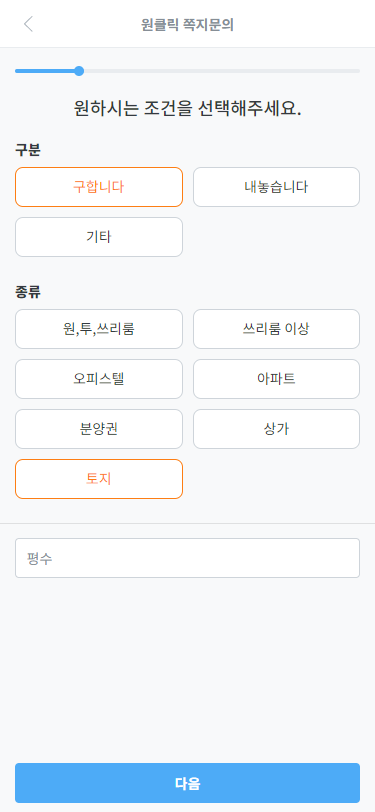 원클릭 쪽지문의
원하시는 조건을 선택해주세요.
구분
구합니다
내놓습니다
기타
종류
원,투,쓰리룸
쓰리룸 이상
오피스텔
아파트
분양권
상가
토지
평수
다음